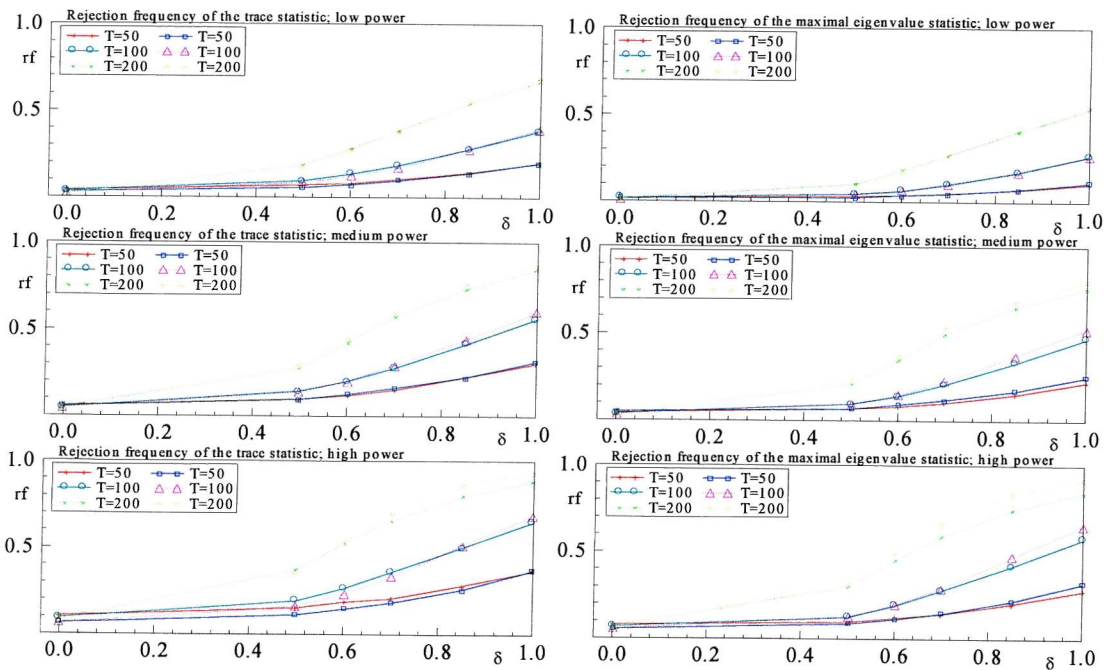 Rejection frequency of the trace statistic; low power
1.0
rf
0.5
T=50
T=50
T=100
T=100
T=200
T=200
0.0
0.2
0.4
0.6
0.8
δ
1.0
Rejection frequency of the maximal eigenvalue statistic; low power
1.0
rf
0.5
T=50
T=50
T=100
T=100
T=200
T=200
0.0
0.2
0.4
0.6
0.8
δ
1.0
Rejection frequency of the trace statistic; medium power
1.0
rf
0.5
T=50
T=50
T=100
T=100
T=200
T=200
0.0
0.2
0.4
0.6
0.8
δ
1.0
Rejection frequency of the maximal eigenvalue statistic; medium power
1.0
rf
0.5
T=50
T=50
T=100
T=100
T=200
T=200
0.0
0.2
0.4
0.6
0.8
δ
1.0
Rejection frequency of the trace statistic; high power
1.0
rf
0.5
T=50
T=50
T=100
T=100
T=200
T=200
0.0
0.2
0.4
0.6
0.8
δ
1.0
Rejection frequency of the maximal eigenvalue statistic; high power
1.0
rf
0.5
T=50
T=50
T=100
T=100
T=200
T=200
0.0
0.2
0.4
0.6
0.8
δ
1.0